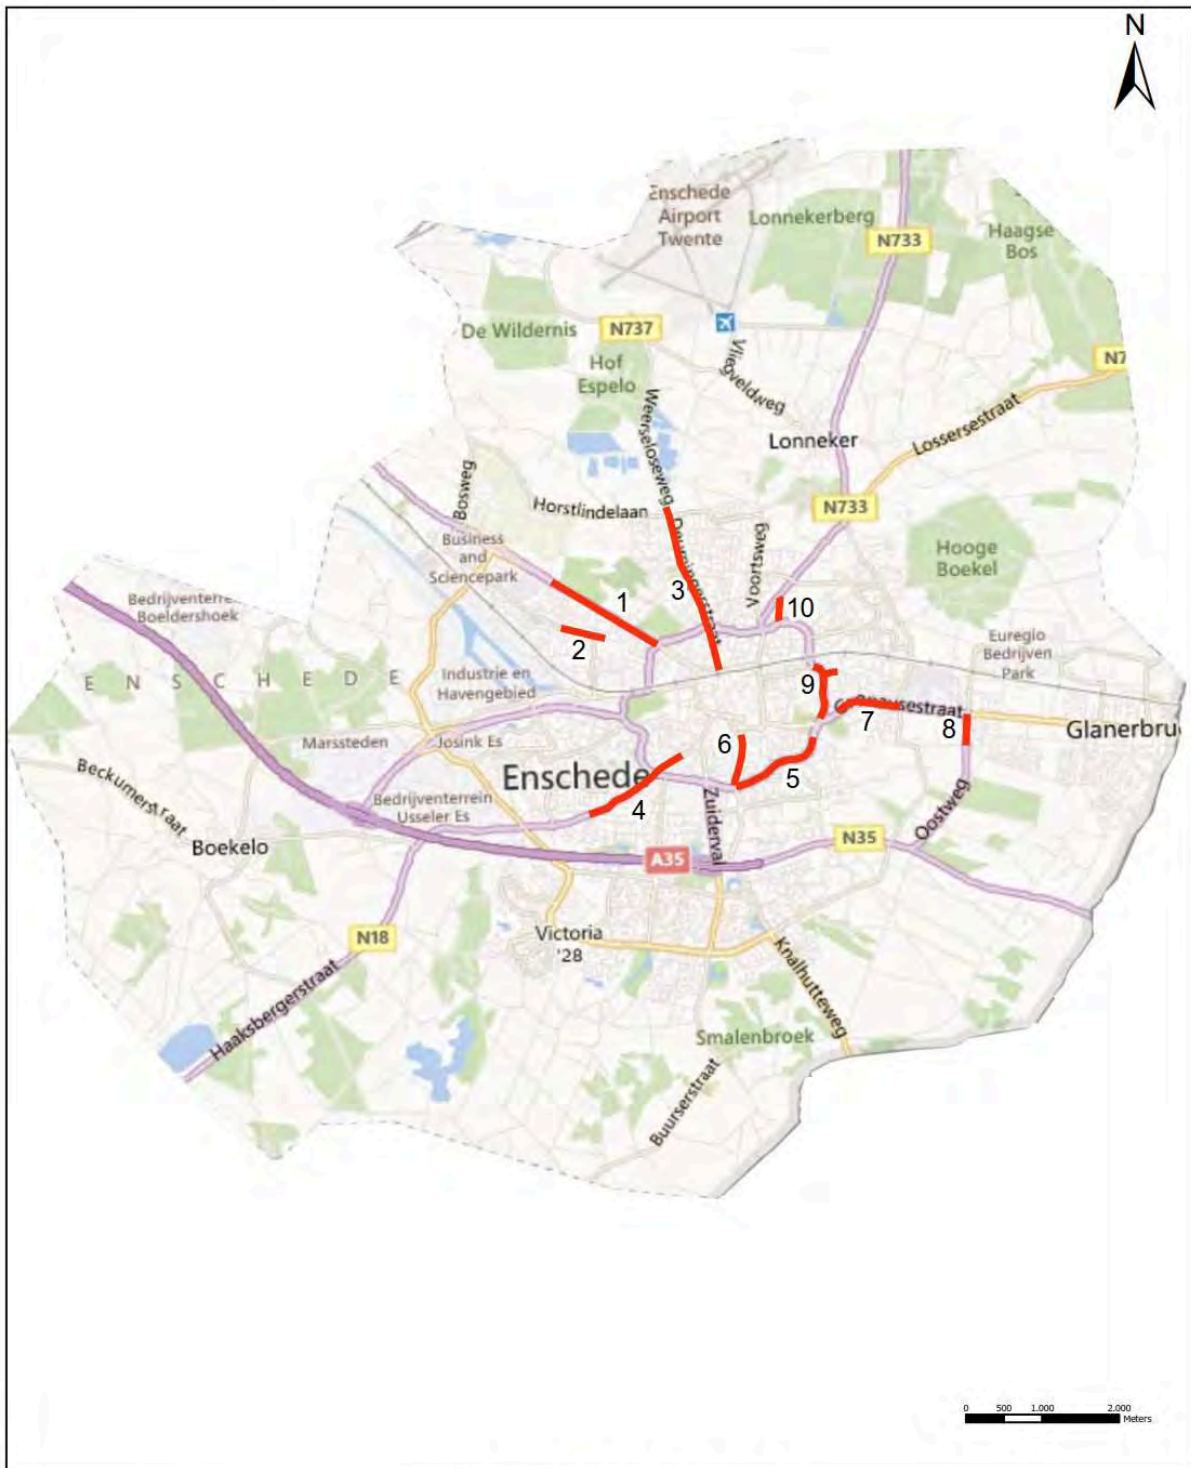 N
Enschede
Airport
Twente
Lonnekerberg
N733
Haagse
Bos
De Wildernis
N737
Hof
Espelo
Vliegveldweg
N7
Weerseloseweg
Lonneker
Lossersestraat
Bosweg
Horstlindelaan
N733
Deurningerstraat
Voortsweg
Business
and
Sciencepark
Hooge
Boekel
1
3
10
2
Bedrijventerre
Boeldershoek
Euregio
Bedrijven
Park
ENSCHEDE
Industrie en
Havengebied
9
7
8
Glanerbru
Marssteden
Josink Es
6
5
Beckumerstraat
Enschede
4
Zuiderval
Oostweg
Bedrijventerrein
Usseler Es
Boekelo
A35
N35
N18
Victoria
'28
Knalhutteweg
Haaksbergerstraat
Smalenbroek
Buurserstraat
0 500 1.000 2.000
Meters